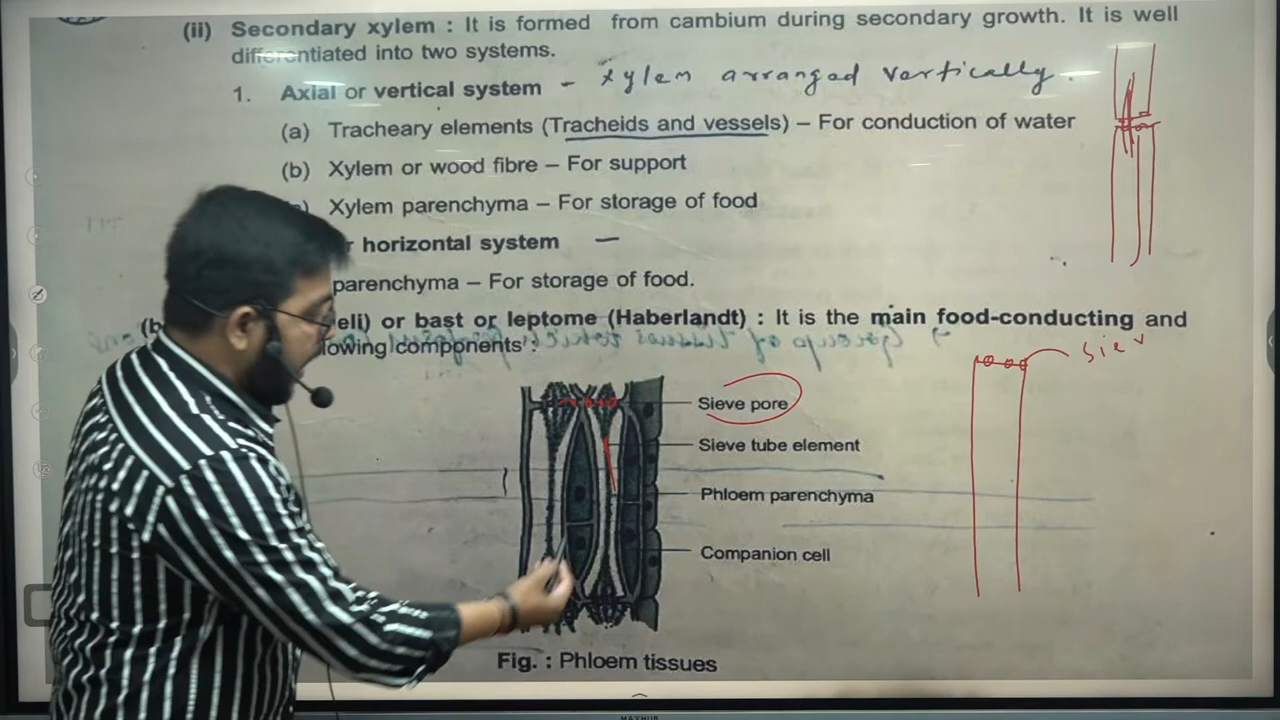 (ii) Secondary xylem : It is formed from cambium during secondary growth. It is well
differentiated into two systems.
1. Axial or vertical system – xylem arranged vertically.
(a) Tracheary elements (Tracheids and vessels) – For conduction of water
(b) Xylem or wood fibre – For support
Xylem parenchyma – For storage of food
horizontal system –
parenchyma – For storage of food.
(b eli) or bast or leptome (Haberlandt) : It is the main food-conducting and
lowing components :
Siev
Sieve pore
Sieve tube element
Phloem parenchyma
Companion cell
Fig. : Phloem tissues
MAXHUB